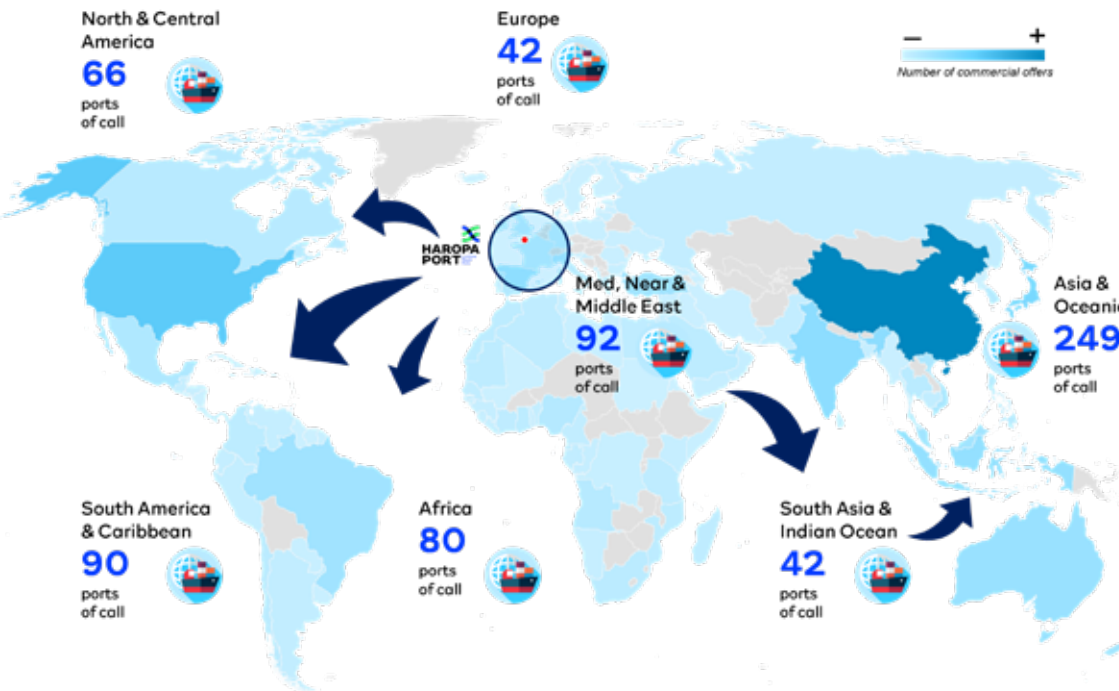 North & Central
America
66
ports
of call
Europe
42
ports
of call
– +
Number of commercial offers
HAROPA
PORT
Med, Near &
Middle East
92
ports
of call
Asia &
Oceani
249
ports
of call
South America
& Caribbean
90
ports
of call
Africa
80
ports
of call
South Asia &
Indian Ocean
42
ports
of call